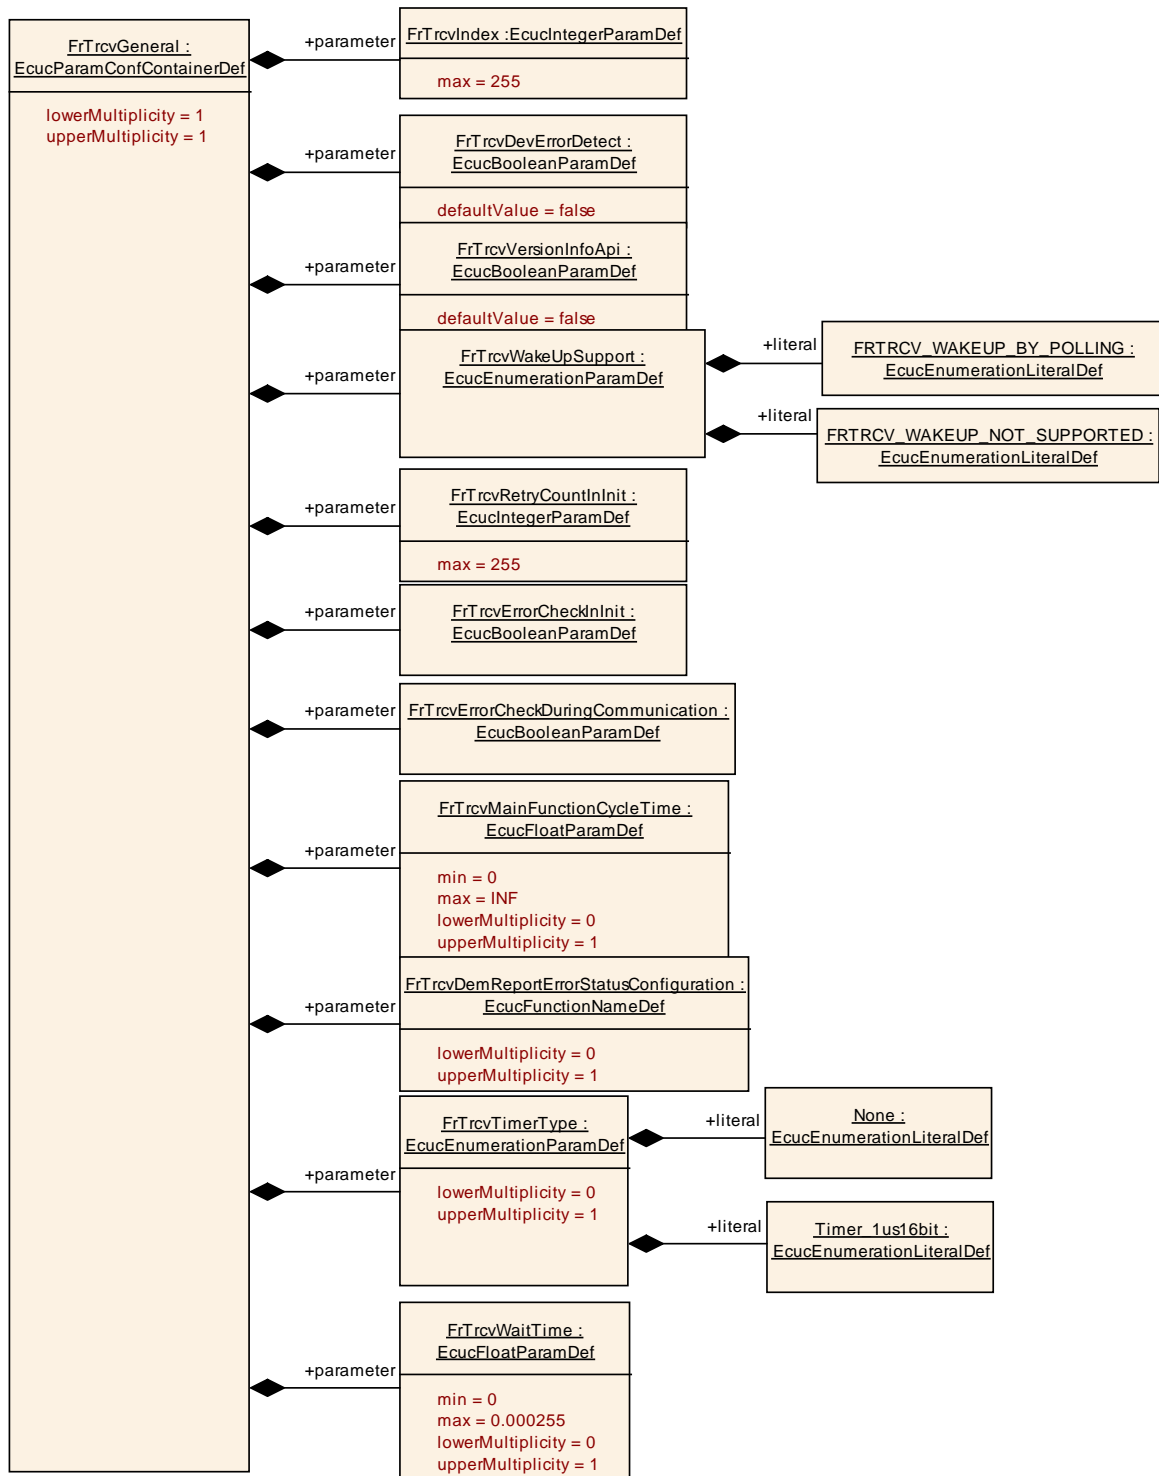 FrTrcvGeneral :
EcucParamConfContainerDef
lowerMultiplicity = 1
upperMultiplicity = 1
+parameter
FrTrcvIndex :EcucIntegerParamDef
max = 255
+parameter
FrTrcvDevErrorDetect :
EcucBooleanParamDef
defaultValue = false
+parameter
FrTrcvVersionInfoApi :
EcucBooleanParamDef
defaultValue = false
+parameter
FrTrcvWakeUpSupport :
EcucEnumerationParamDef
+literal
FRTRCV_WAKEUP_BY_POLLING :
EcucEnumerationLiteralDef
+literal
FRTRCV_WAKEUP_NOT_SUPPORTED :
EcucEnumerationLiteralDef
+parameter
FrTrcvRetryCountInInit :
EcucIntegerParamDef
max = 255
+parameter
FrTrcvErrorCheckInInit :
EcucBooleanParamDef
+parameter
FrTrcvErrorCheckDuringCommunication :
EcucBooleanParamDef
+parameter
FrTrcvMainFunctionCycleTime :
EcucFloatParamDef
min = 0
max = INF
lowerMultiplicity = 0
upperMultiplicity = 1
+parameter
FrTrcvDemReportErrorStatusConfiguration :
EcucFunctionNameDef
lowerMultiplicity = 0
upperMultiplicity = 1
+parameter
FrTrcvTimerType :
EcucEnumerationParamDef
lowerMultiplicity = 0
upperMultiplicity = 1
+literal
None :
EcucEnumerationLiteralDef
+literal
Timer_1us16bit :
EcucEnumerationLiteralDef
+parameter
FrTrcvWaitTime :
EcucFloatParamDef
min = 0
max = 0.000255
lowerMultiplicity = 0
upperMultiplicity = 1